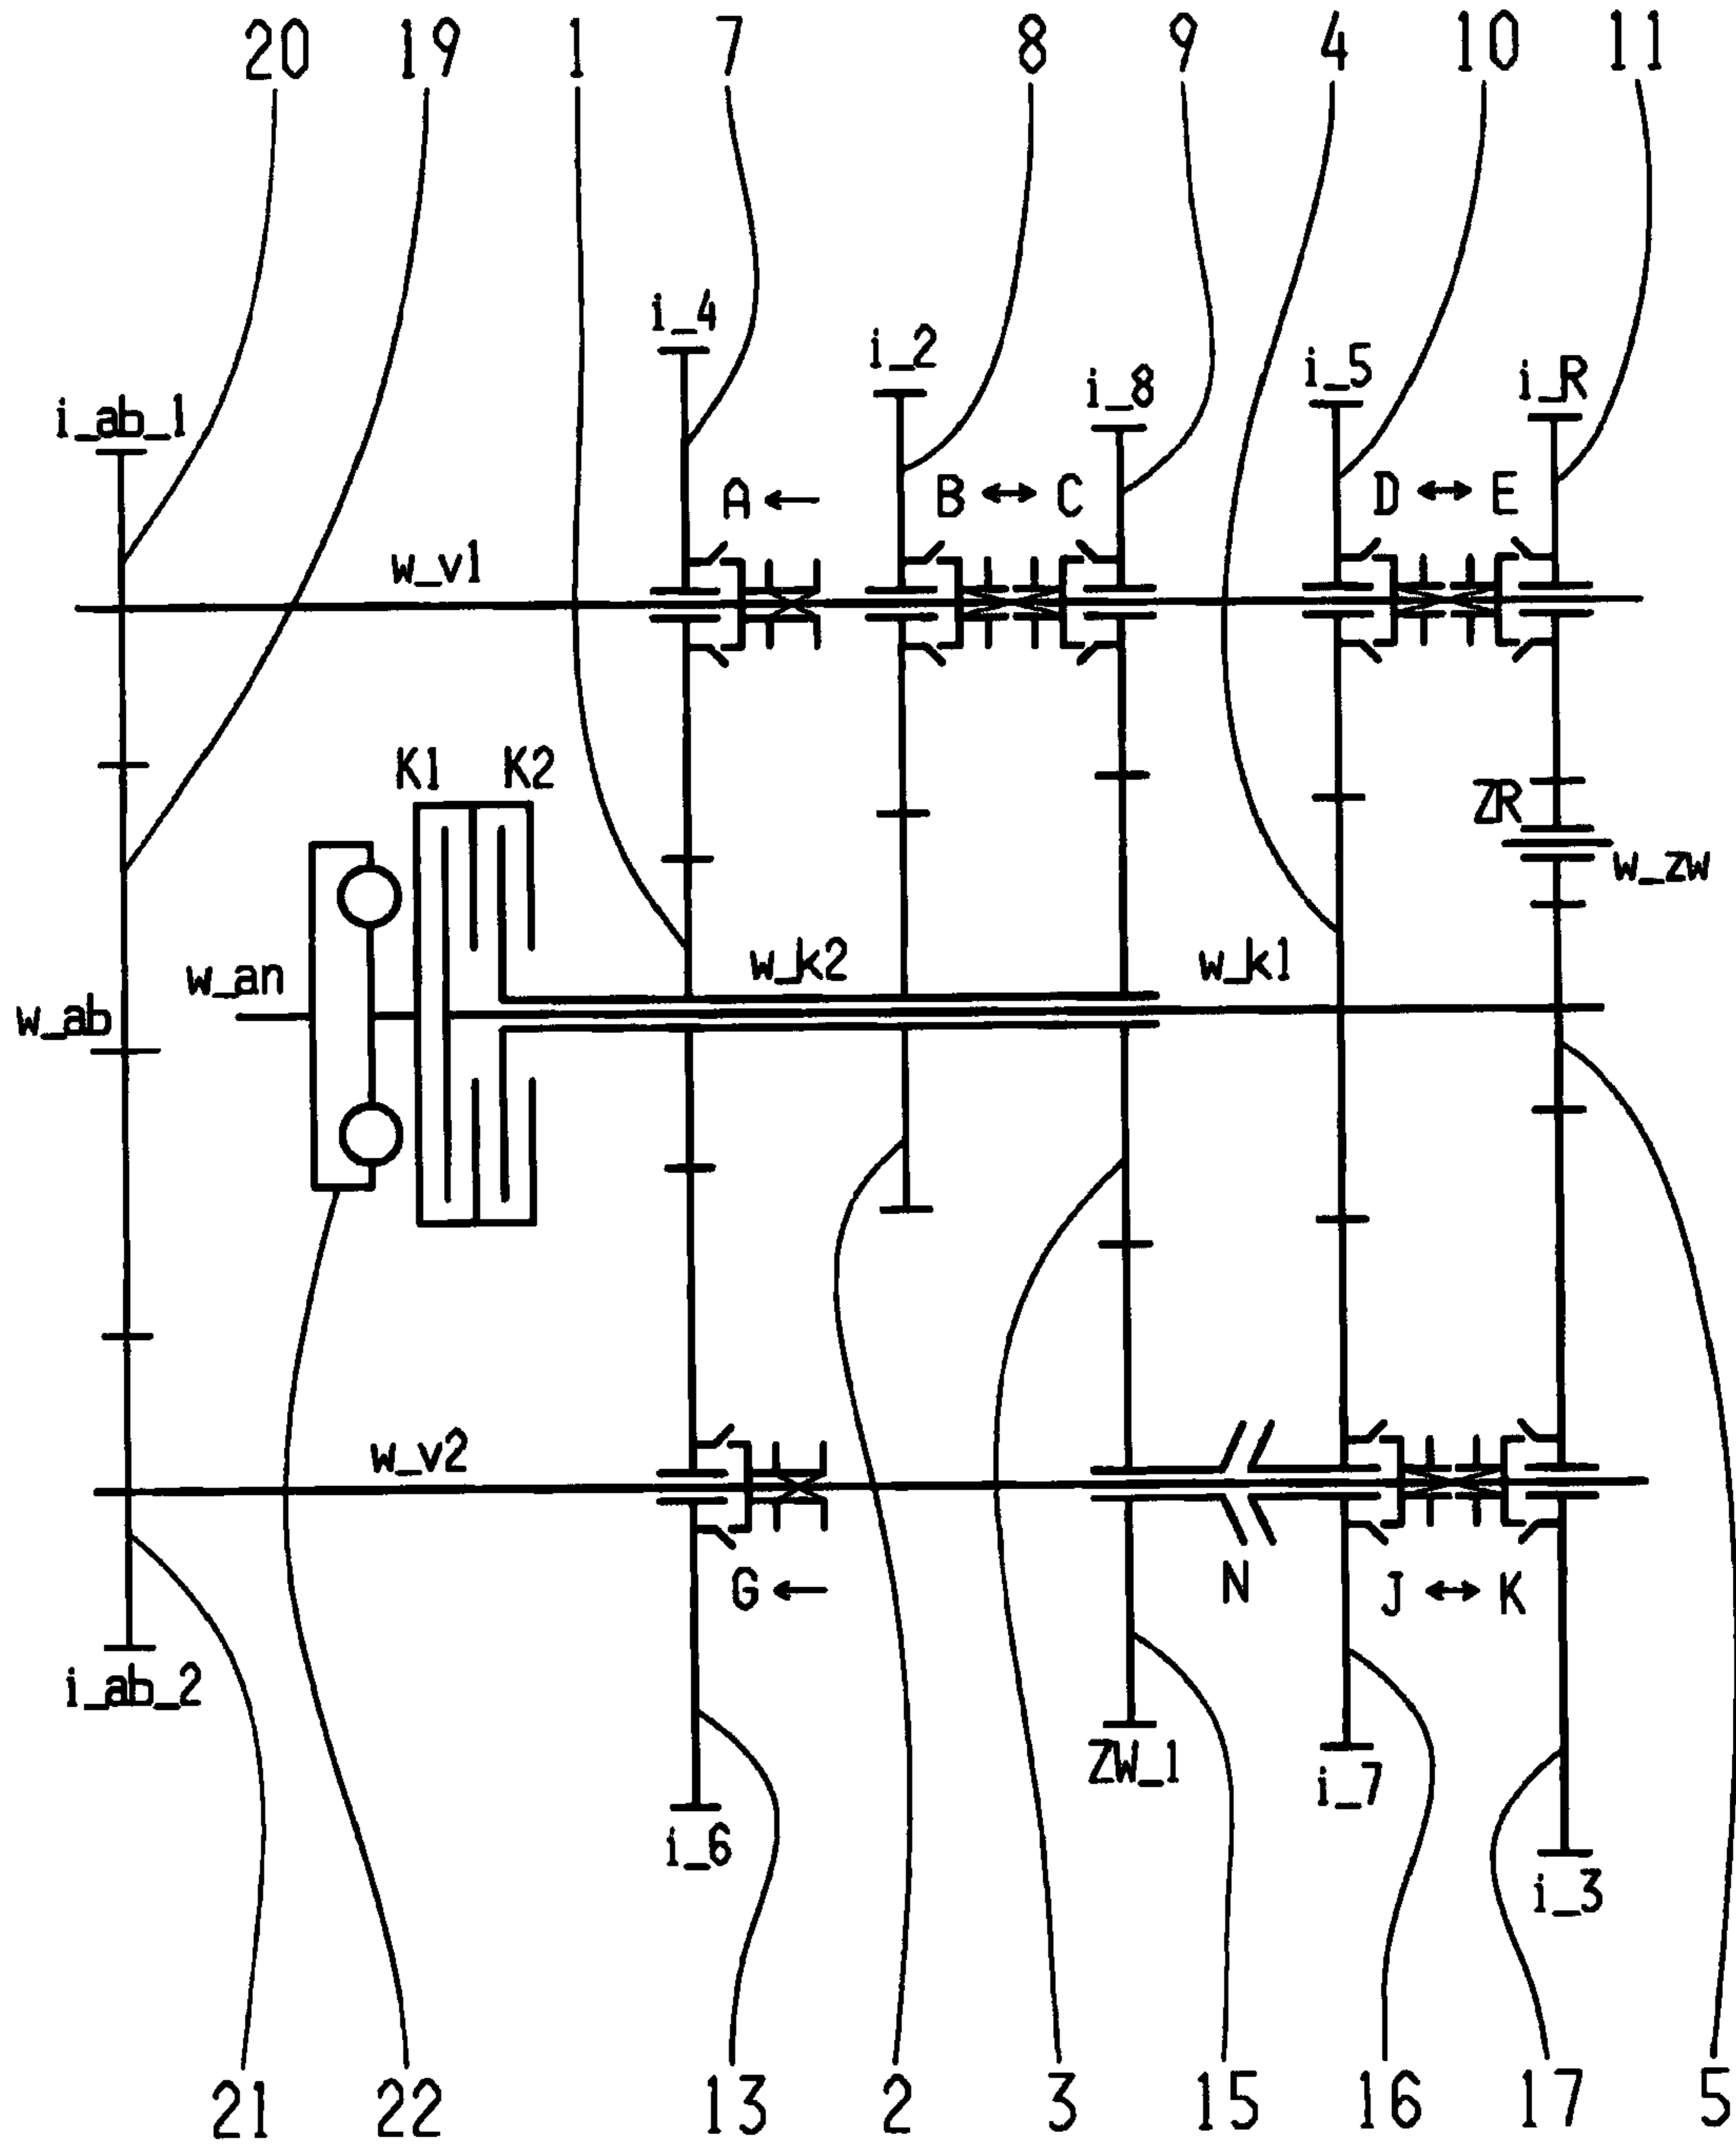 20 19 1 7 8 9 4 10 11
i_4
i_2
i_5 i_R
i_8
i_ab_1
A B C D E
w_v1
K1 K2
ZR
w_zw
w_k2 w_k1
w_an
w_ab
w_v2
G N J K
i_ab_2
ZW_1
i_7
i_6
i_3
21 22 13 2 3 15 16 17 5